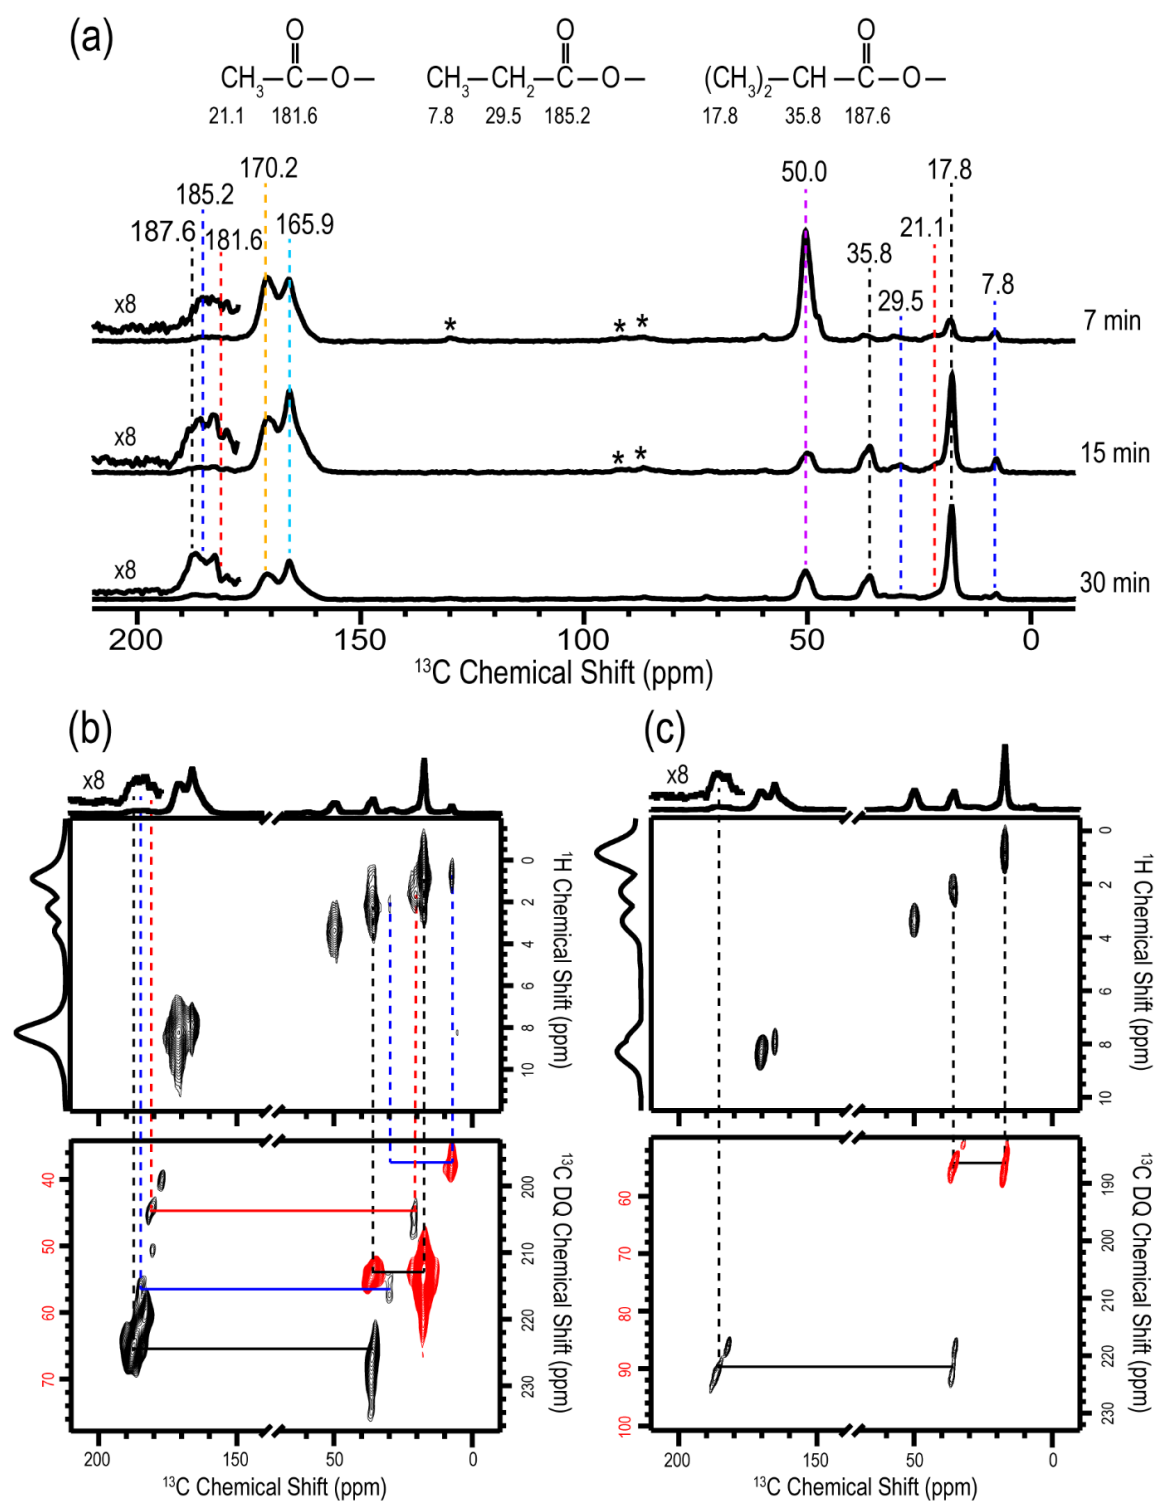 (a)
O O O
CH3—C—O— CH3—CH2—C—O— (CH3)2—CH—C—O—
21.1 181.6 7.8 29.5 185.2 17.8 35.8 187.6
170.2 50.0 17.8
185.2
187.6 181.6 165.9 35.8 21.1
29.5 7.8
x8 * * * 7 min
x8 * * 15 min
x8 30 min
200 150 100 50 0
13C Chemical Shift (ppm)
(b)
x8
0
2
4
6
8
10
1H Chemical Shift (ppm)
40
50
60
70
200
210
220
230
13C DQ Chemical Shift (ppm)
200 150 50 0
13C Chemical Shift (ppm)
(c)
x8
0
2
4
6
8
10
1H Chemical Shift (ppm)
60
70
80
90
100
190
200
210
220
230
13C DQ Chemical Shift (ppm)
200 150 50 0
13C Chemical Shift (ppm)